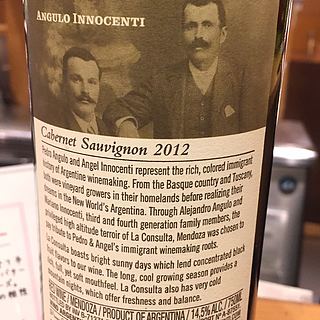 ANGULO INNOCENTI
Cabernet Sauvignon 2012
Pedro Angulo and Angel Innocenti represent the rich, colored immigrant
history of Argentine winemaking. From the Basque country and Tuscany,
both were vineyard growers in their homelands before realizing their
dreams in the New World's Argentina. Through Alejandro Angulo and
Mariano Innocenti, third and fourth generation family members, the
privileged high altitude terroir of La Consulta, Mendoza was chosen to
pay tribute to Pedro & Angel's immigrant winemaking roots.
La Consulta boasts bright sunny days which lend concentrated black
fruit flavors to our wine. The long, cool growing season provides a
yet, soft mouthfeel. La Consulta also has very cold
nights, which offer freshness and balance.
RED WINE / MENDOZA / PRODUCT OF ARGENTINA / 14,5% ALC / 750ML